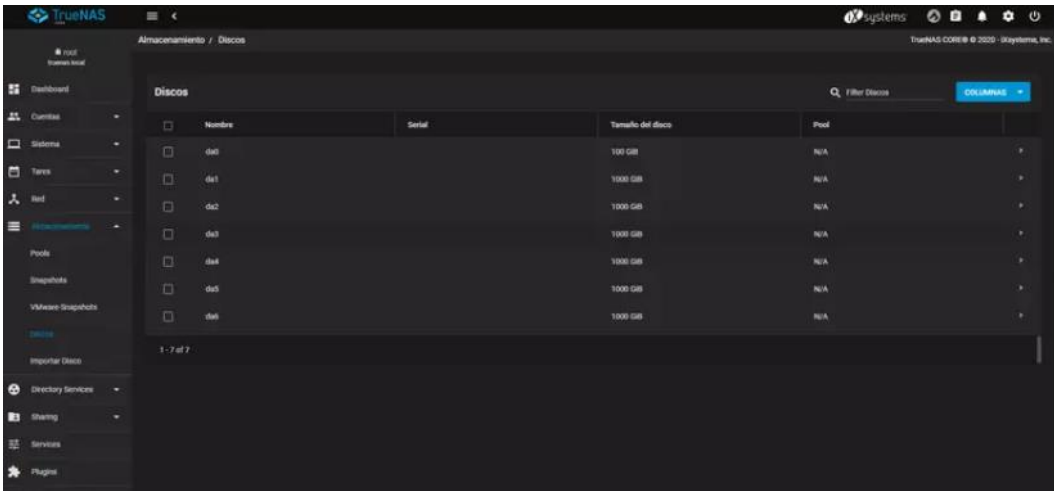 TrueNAS
CORE
iXsystems
root
truenas.local
Almacenamiento / Discos
TrueNAS CORE® © 2020 - iXsystems, Inc.
Dashboard
Cuentas
Sistema
Tares
Red
Almacenamiento
Pools
Snapshots
VMware-Snapshots
Discos
Importar Disco
Directory Services
Sharing
Services
Plugins
Discos
Filter Discos
COLUMNAS
Nombre Serial Tamaño del disco Pool
da0 100 GiB N/A
da1 1000 GiB N/A
da2 1000 GiB N/A
da3 1000 GiB N/A
da4 1000 GiB N/A
da5 1000 GiB N/A
da6 1000 GiB N/A
1 - 7 of 7